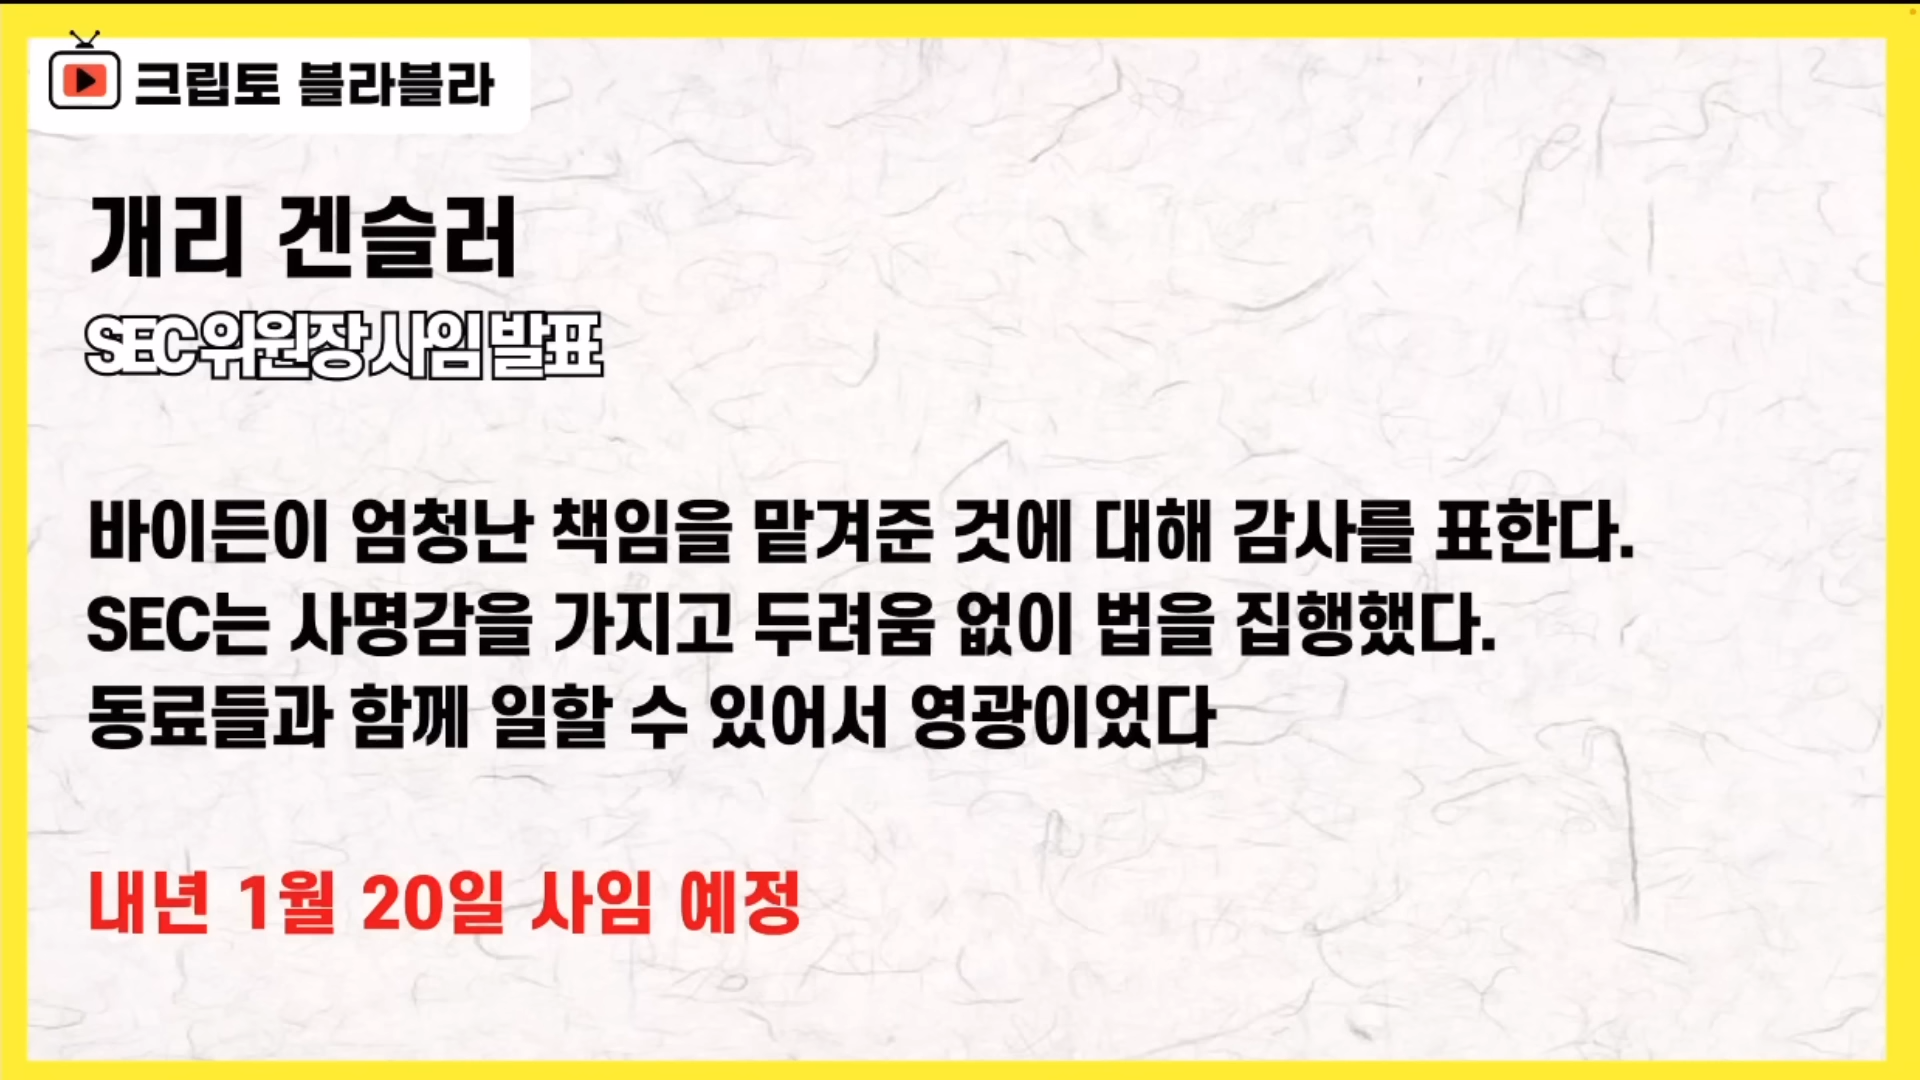 크립토 블라블라
개리 겐슬러
SEC 위원장 사임 발표
바이든이 엄청난 책임을 맡겨준 것에 대해 감사를 표한다.
SEC는 사명감을 가지고 두려움 없이 법을 집행했다.
동료들과 함께 일할 수 있어서 영광이었다
내년 1월 20일 사임 예정